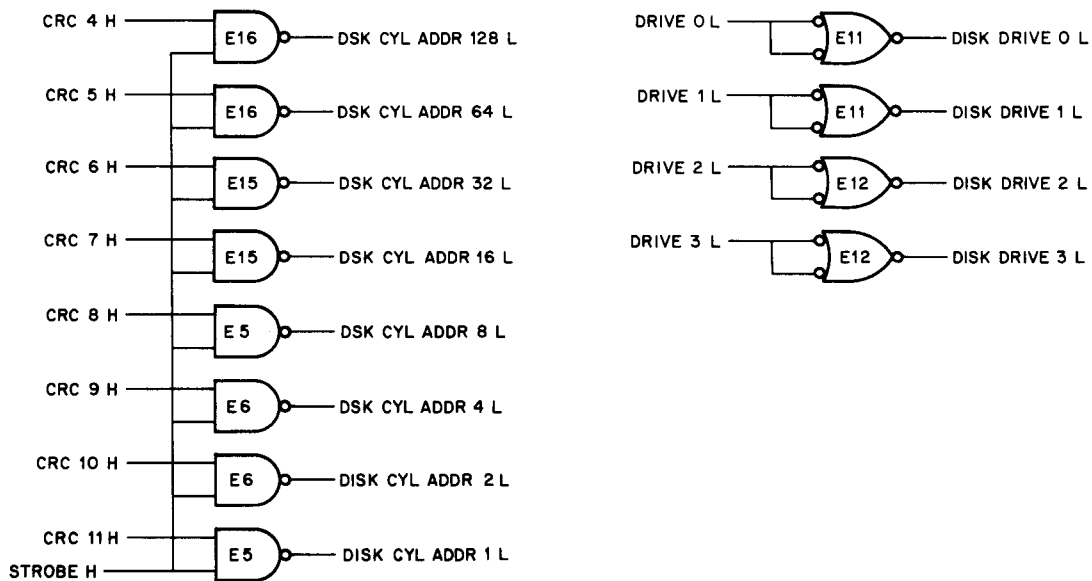 CRC 4 H
E16
DSK CYL ADDR 128 L
CRC 5 H
E16
DSK CYL ADDR 64 L
CRC 6 H
E15
DSK CYL ADDR 32 L
CRC 7 H
E15
DSK CYL ADDR 16 L
CRC 8 H
E5
DSK CYL ADDR 8 L
CRC 9 H
E6
DSK CYL ADDR 4 L
CRC 10 H
E6
DISK CYL ADDR 2 L
CRC 11 H
E5
DISK CYL ADDR 1 L
STROBE H
DRIVE 0 L
E11
DISK DRIVE 0 L
DRIVE 1 L
E11
DISK DRIVE 1 L
DRIVE 2 L
E12
DISK DRIVE 2 L
DRIVE 3 L
E12
DISK DRIVE 3 L